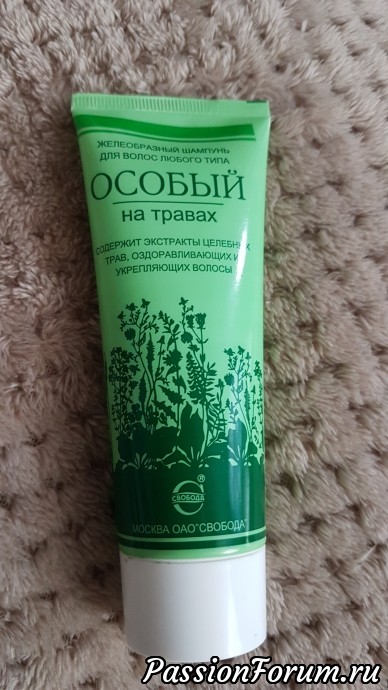 ЖЕЛЕОБРАЗНЫЙ ШАМПУНЬ
ДЛЯ ВОЛОС ЛЮБОГО ТИПА
ОСОБЫЙ
на травах
СОДЕРЖИТ ЭКСТРАКТЫ ЦЕЛЕБНЫХ
ТРАВ, ОЗДОРАВЛИВАЮЩИХ И
УКРЕПЛЯЮЩИХ ВОЛОСЫ
®
СВОБОДА
МОСКВА ОАО"СВОБОДА"
PassionForum.ru